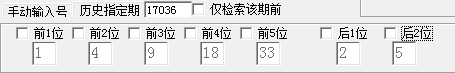 手动输入号 历史指定期 17036 仅检索该期前
前1位 前2位 前3位 前4位 前5位 后1位 后2位
1 4 9 18 33 2 5